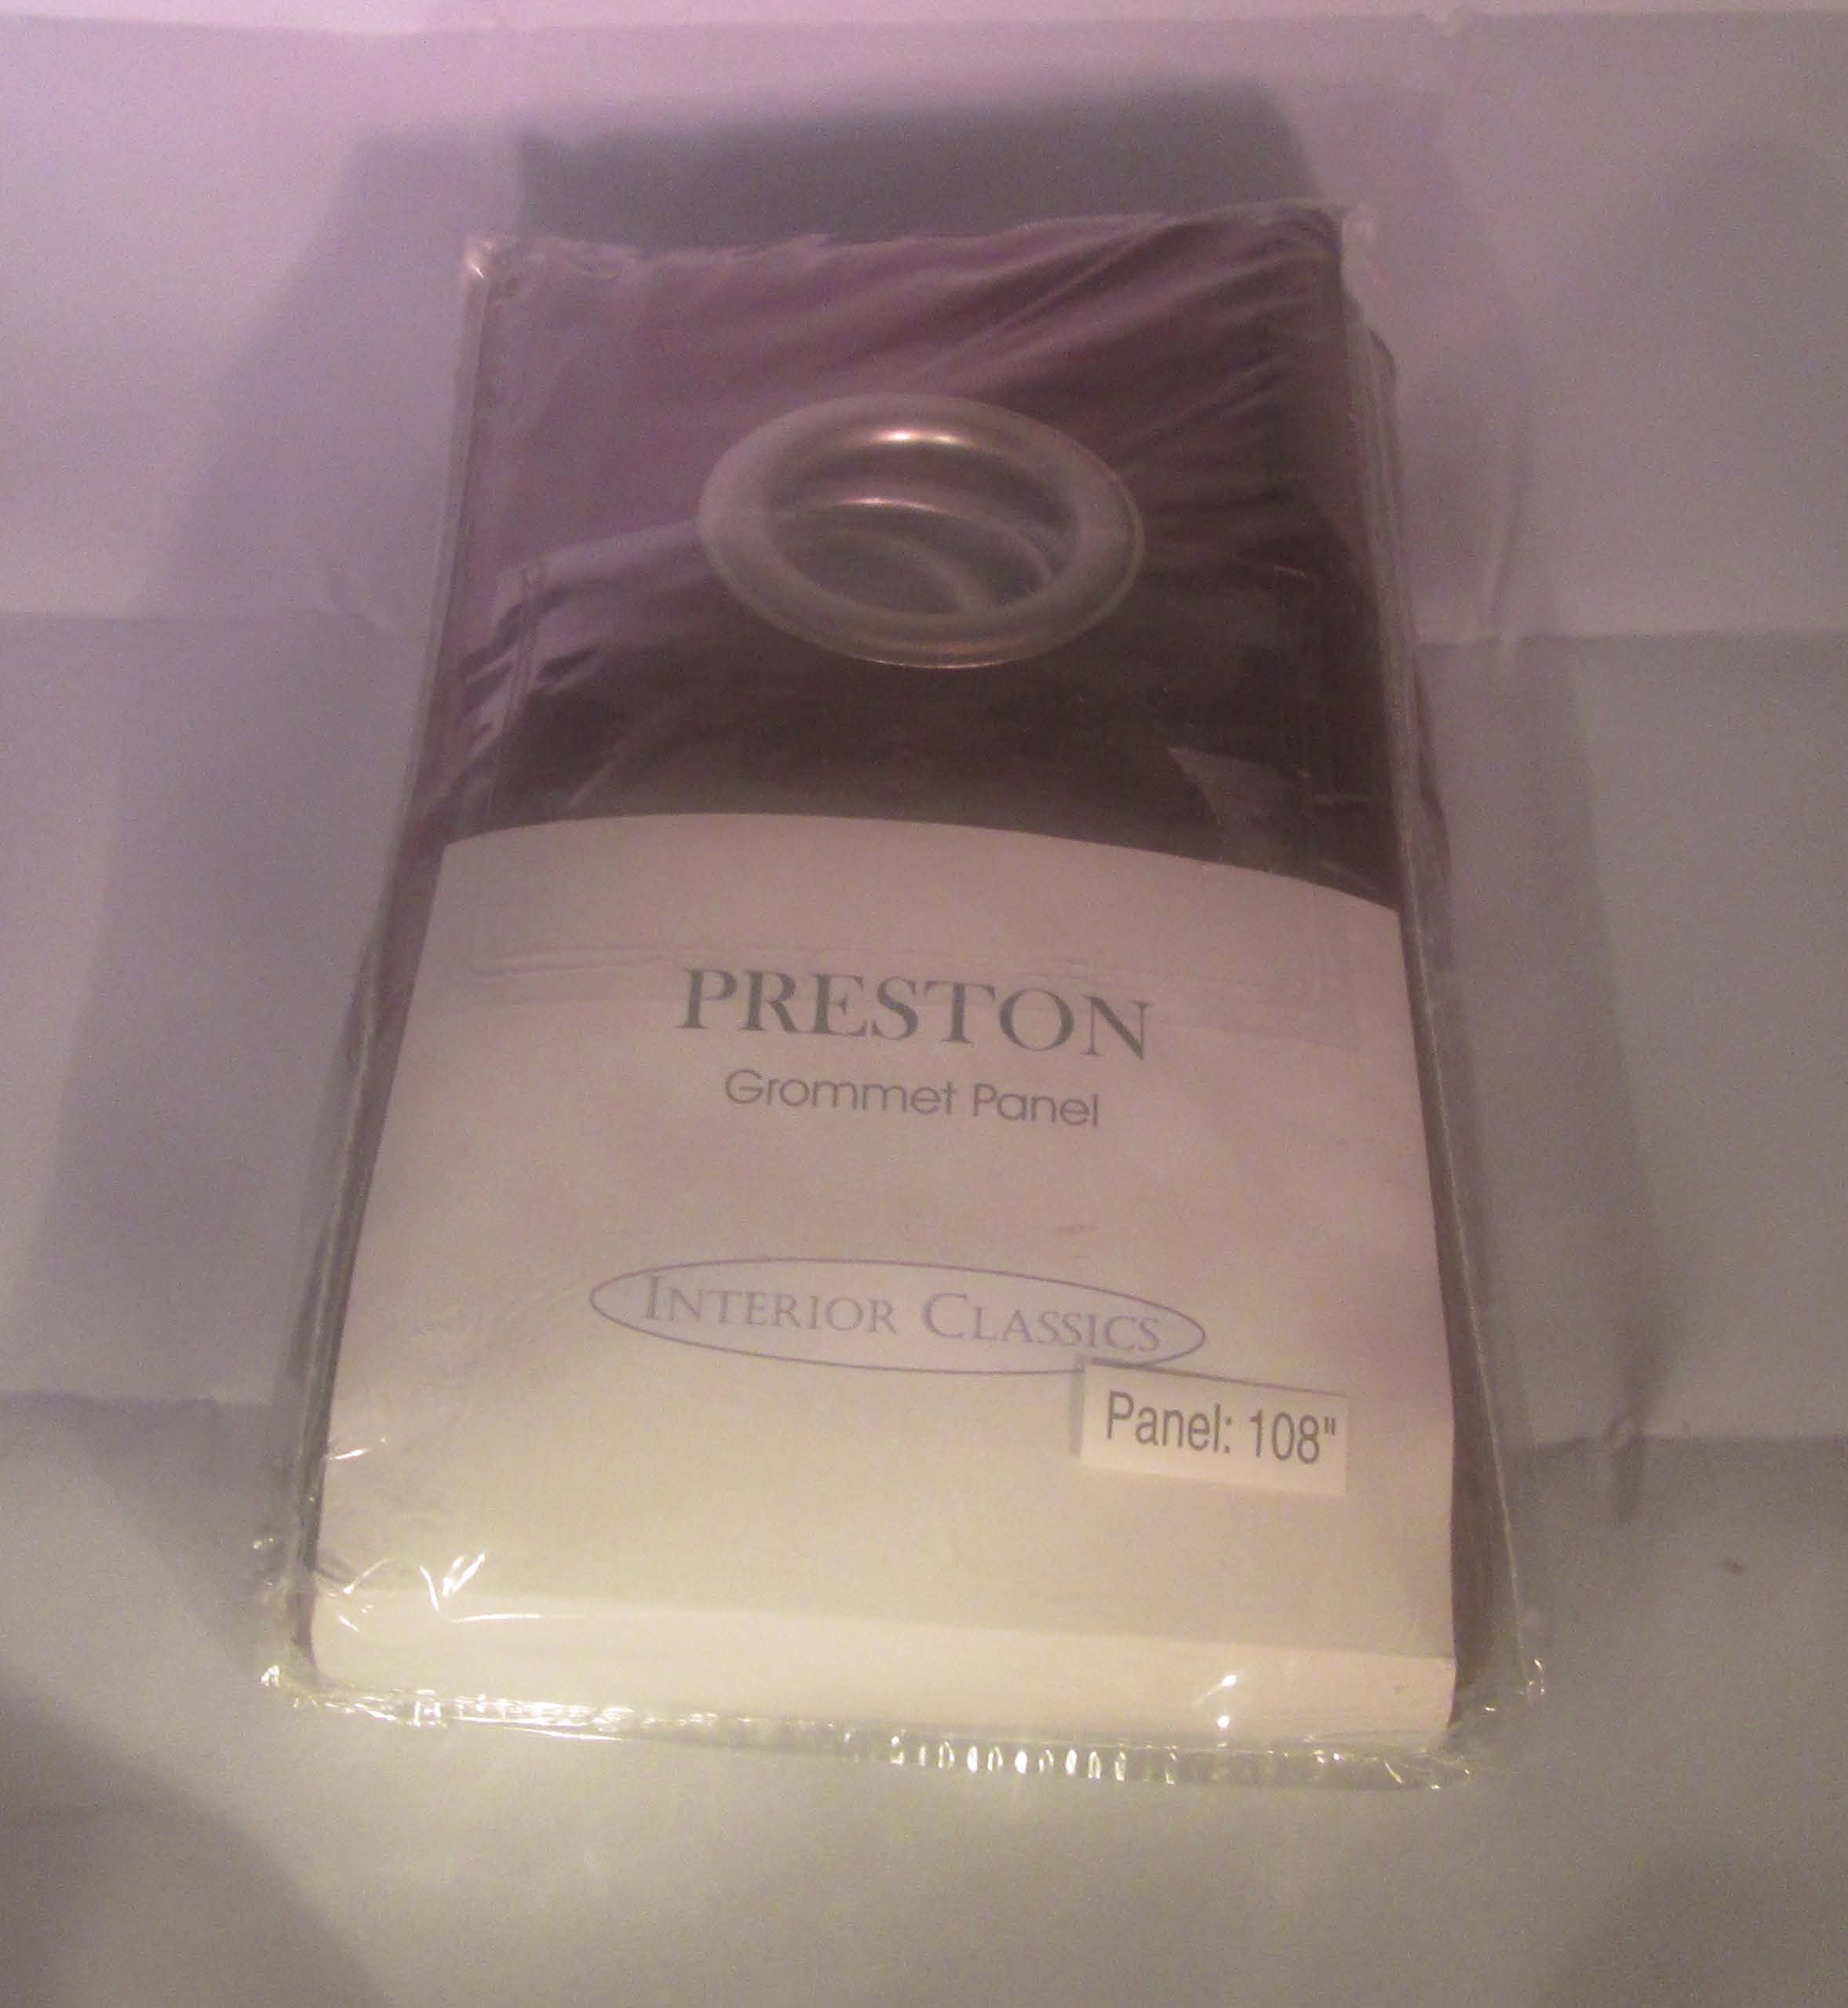 PRESTON
Grommet Panel
INTERIOR CLASSICS
Panel: 108"